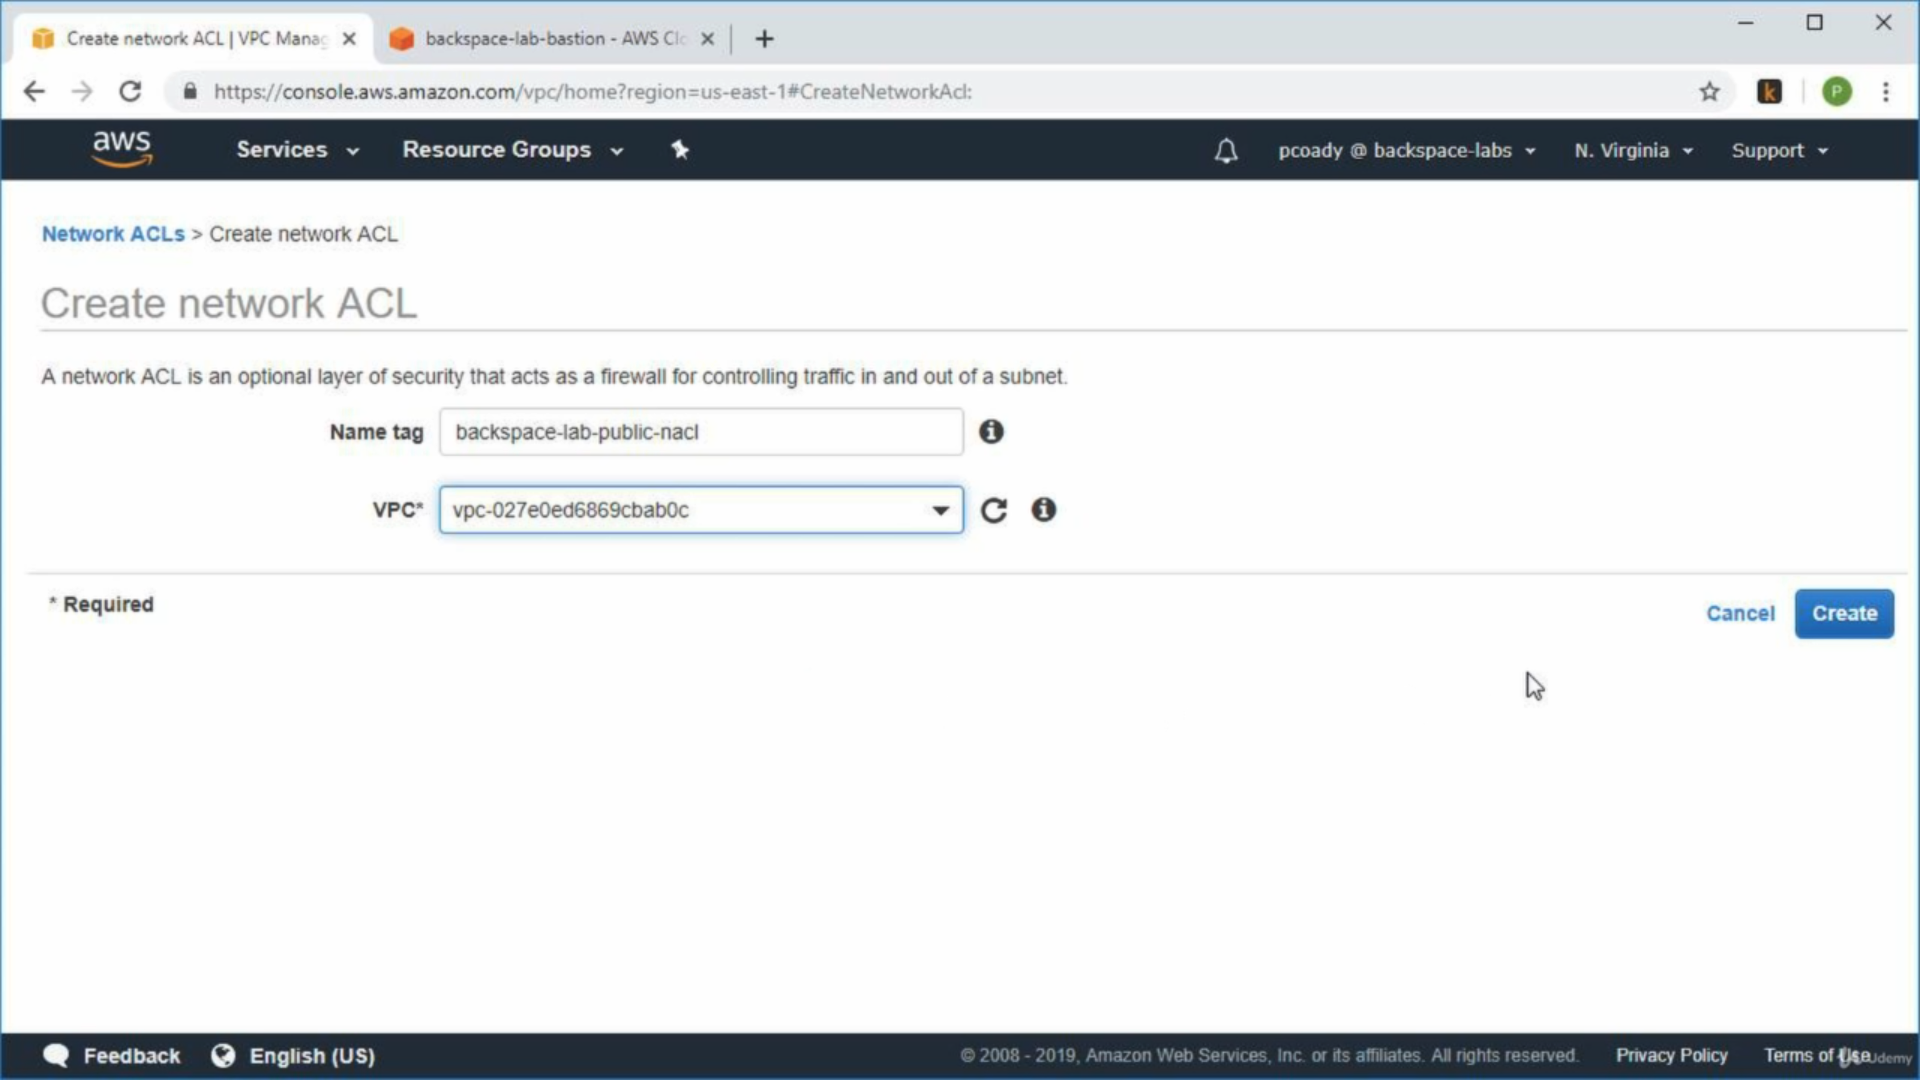 Create network ACL | VPC Manag
backspace-lab-bastion - AWS Clo
https://console.aws.amazon.com/vpc/home?region=us-east-1#CreateNetworkAcl:
k
P
aws
Services
Resource Groups
pcoady @ backspace-labs
N. Virginia
Support
Network ACLs > Create network ACL
Create network ACL
A network ACL is an optional layer of security that acts as a firewall for controlling traffic in and out of a subnet.
Name tag
backspace-lab-public-nacl
VPC*
vpc-027e0ed6869cbab0c
* Required
Cancel
Create
Feedback
English (US)
© 2008 - 2019, Amazon Web Services, Inc. or its affiliates. All rights reserved.
Privacy Policy
Terms of Use
Udemy